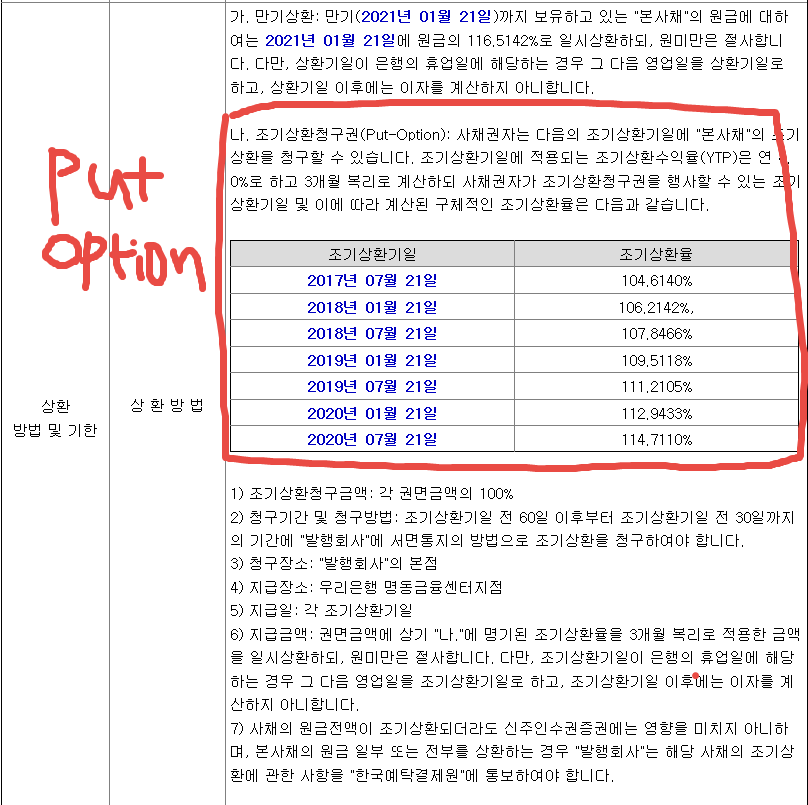 가. 만기상환: 만기(2021년 01월 21일)까지 보유하고 있는 "본사채"의 원금에 대하
여는 2021년 01월 21일에 원금의 116.5142%로 일시상환하되, 원미만은 절사합니
다. 다만, 상환기일이 은행의 휴업일에 해당하는 경우 그 다음 영업일을 상환기일로
하고, 상환기일 이후에는 이자를 계산하지 아니합니다.
나. 조기상환청구권(Put-Option): 사채권자는 다음의 조기상환기일에 "본사채"의 조기
상환을 청구할 수 있습니다. 조기상환기일에 적용되는 조기상환수익율(YTP)은 연
0%로 하고 3개월 복리로 계산하되 사채권자가 조기상환청구권을 행사할 수 있는 조기
상환기일 및 이에 따라 계산된 구체적인 조기상환율은 다음과 같습니다.
Put
option
조기상환기일 조기상환율
2017년 07월 21일 104.6140%
2018년 01월 21일 106.2142%,
2018년 07월 21일 107.8466%
2019년 01월 21일 109.5118%
2019년 07월 21일 111.2105%
2020년 01월 21일 112.9433%
2020년 07월 21일 114.7110%
상환
방법 및 기한
상 환 방 법
1) 조기상환청구금액: 각 권면금액의 100%
2) 청구기간 및 청구방법: 조기상환기일 전 60일 이후부터 조기상환기일 전 30일까지
의 기간에 "발행회사"에 서면통지의 방법으로 조기상환을 청구하여야 합니다.
3) 청구장소: "발행회사"의 본점
4) 지급장소: 우리은행 명동금융센터지점
5) 지급일: 각 조기상환기일
6) 지급금액: 권면금액에 상기 "나."에 명기된 조기상환율을 3개월 복리로 적용한 금액
을 일시상환하되, 원미만은 절사합니다. 다만, 조기상환기일이 은행의 휴업일에 해당
하는 경우 그 다음 영업일을 조기상환기일로 하고, 조기상환기일 이후에는 이자를 계
산하지 아니합니다.
7) 사채의 원금전액이 조기상환되더라도 신주인수권증권에는 영향을 미치지 아니하
며, 본사채의 원금 일부 또는 전부를 상환하는 경우 "발행회사"는 해당 사채의 조기상
환에 관한 사항을 "한국예탁결제원"에 통보하여야 합니다.